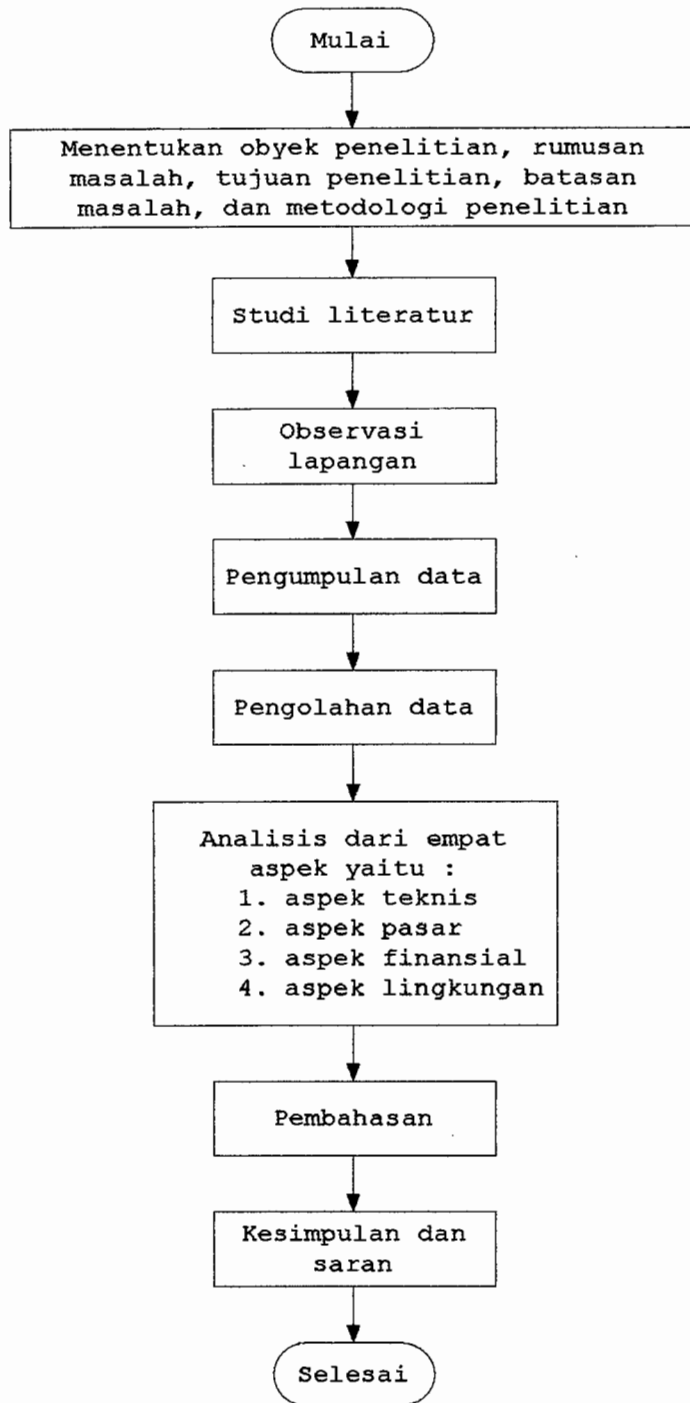 Mulai
Menentukan obyek penelitian, rumusan
masalah, tujuan penelitian, batasan
masalah, dan metodologi penelitian
Studi literatur
Observasi
lapangan
Pengumpulan data
Pengolahan data
Analisis dari empat
aspek yaitu :
1. aspek teknis
2. aspek pasar
3. aspek finansial
4. aspek lingkungan
Pembahasan
Kesimpulan dan
saran
Selesai